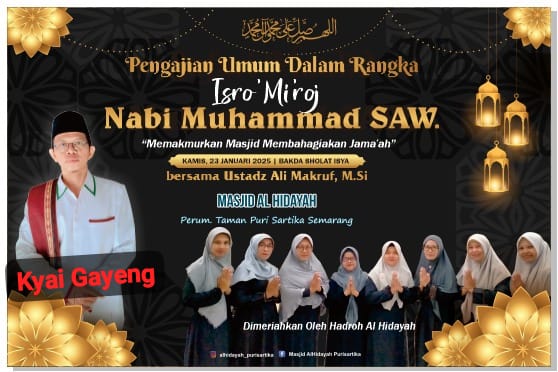 اللهم صل على محمد وآل محمد
Pengajian Umum Dalam Rangka
Isro'Mi'roj
Nabi Muhammad SAW.
"Memakmurkan Masjid Membahagiakan Jama'ah"
KAMIS, 23 JANUARI 2025 | BAKDA SHOLAT ISYA
bersama Ustadz Ali Makruf, M.Si
MASJID AL HIDAYAH
Perum. Taman Puri Sartika Semarang
Kyai Gayeng
Dimeriahkan Oleh Hadroh Al Hidayah
alhidayah_purisartika
Masjid AlHidayah Purisartika